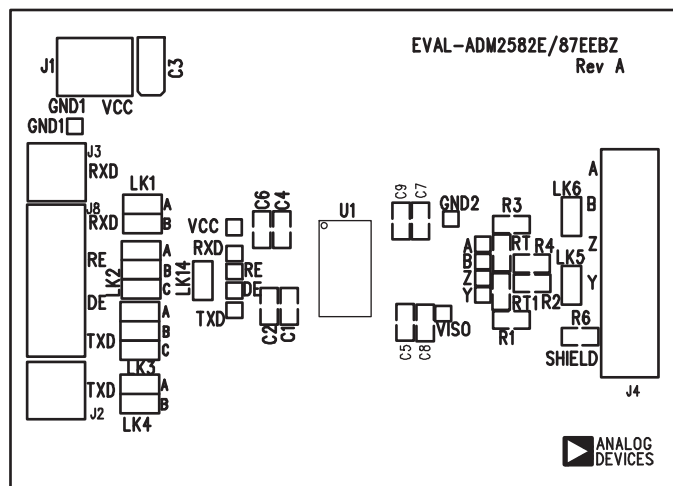 EVAL-ADM2582E/87EEBZ
Rev A
J1
C3
GND1 VCC
GND1
J3
RXD
LK1
J8
RXD
A
B
C6
C4
C9
C7
U1
GND2
VCC
RXD
RE
DE
TXD
LK14
RE
LK2
A
B
C
DE
A
B
C
TXD
LK3
C2
C1
C5
C8
VISO
A
B
Z
Y
R3
RT
R4
RT1
R2
R1
LK6
LK5
R6
SHIELD
A
B
Z
Y
J4
TXD
J2
A
B
LK4
ANALOG
DEVICES